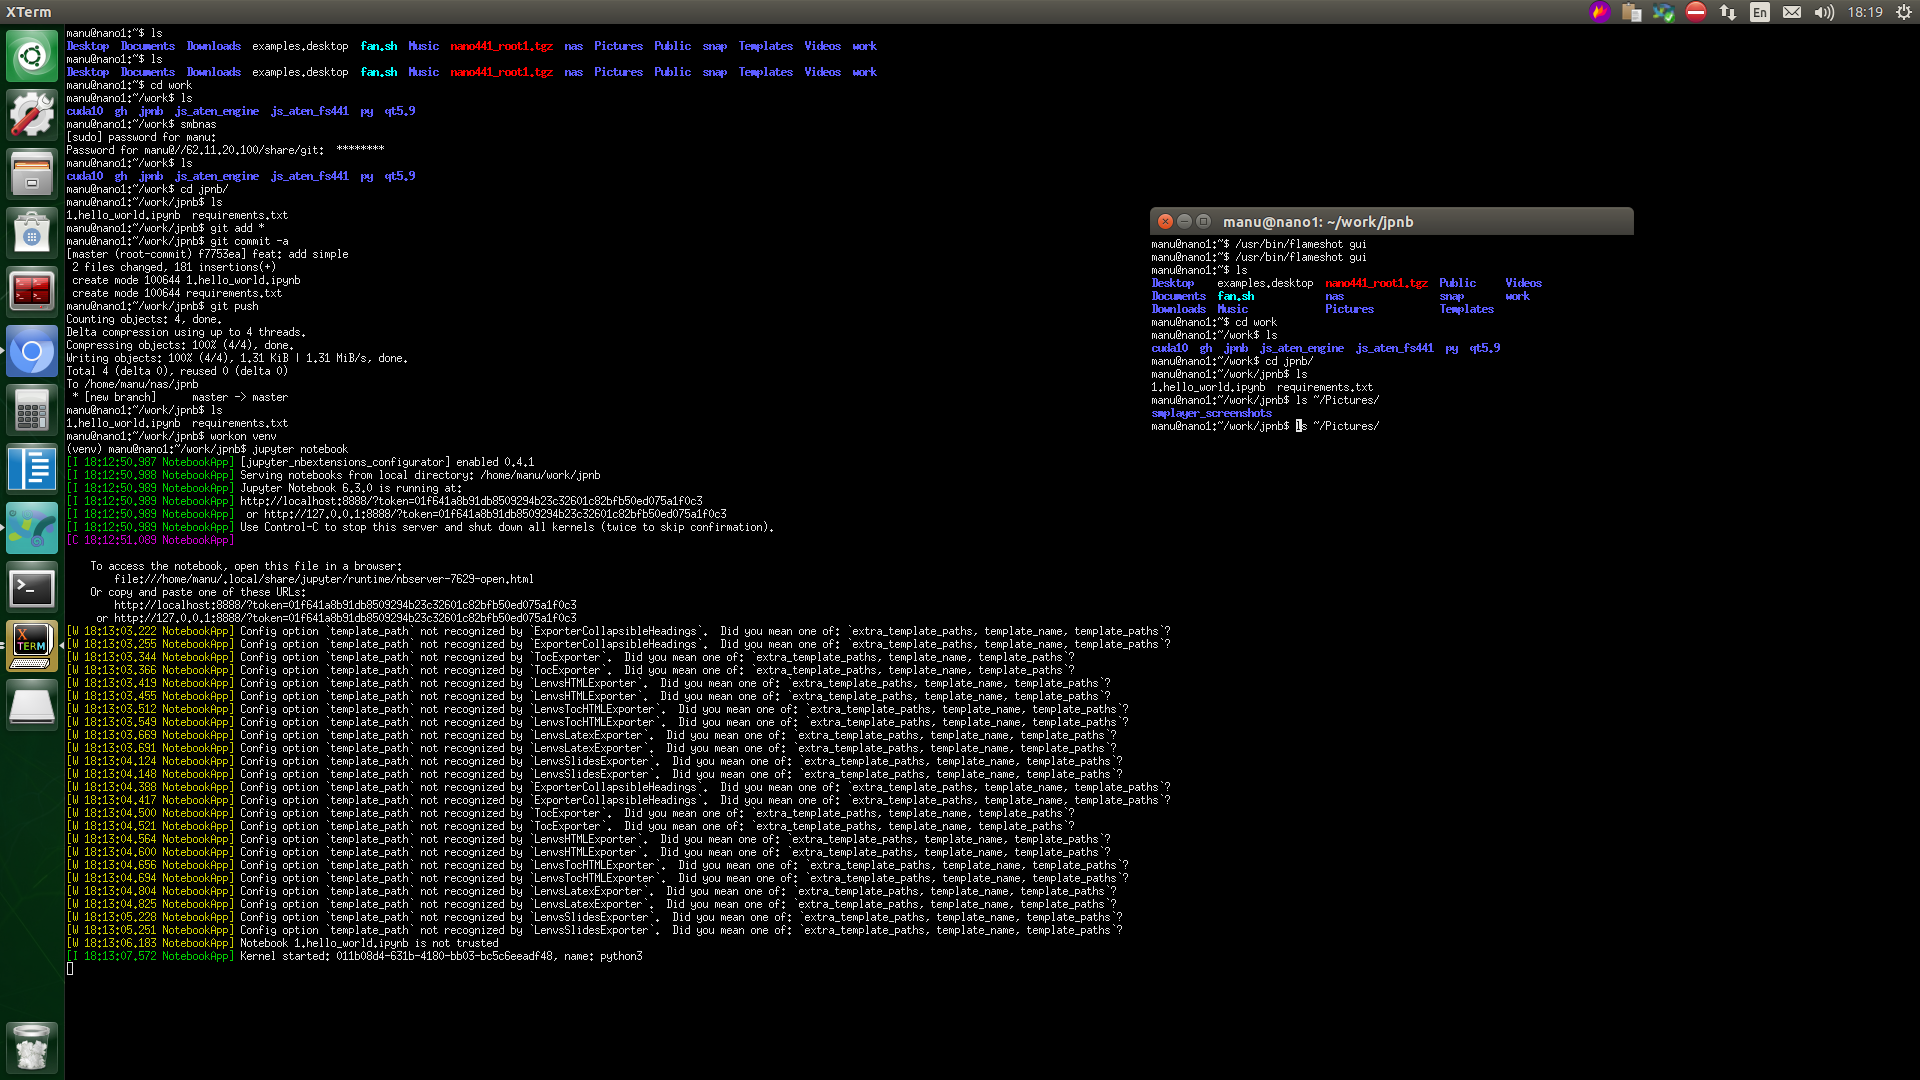 XTerm
En
18:19
manu@nano1:~$ ls
Desktop  Documents  Downloads  examples.desktop  fan.sh  Music  nano441_root1.tgz  nas  Pictures  Public  snap  Templates  Videos  work
manu@nano1:~$ ls
Desktop  Documents  Downloads  examples.desktop  fan.sh  Music  nano441_root1.tgz  nas  Pictures  Public  snap  Templates  Videos  work
manu@nano1:~$ cd work
manu@nano1:~/work$ ls
cuda10  gh  jpnb  js_aten_engine  js_aten_fs441  py  qt5.9
manu@nano1:~/work$ smbnas
[sudo] password for manu:
Password for manu@//62.11.20.100/share/git:  ********
manu@nano1:~/work$ ls
cuda10  gh  jpnb  js_aten_engine  js_aten_fs441  py  qt5.9
manu@nano1:~/work$ cd jpnb/
manu@nano1:~/work/jpnb$ ls
1.hello_world.ipynb  requirements.txt
manu@nano1:~/work/jpnb$ git add *
manu@nano1:~/work/jpnb$ git commit -a
[master (root-commit) f7753ea] feat: add simple
 2 files changed, 181 insertions(+)
 create mode 100644 1.hello_world.ipynb
 create mode 100644 requirements.txt
manu@nano1:~/work/jpnb$ git push
Counting objects: 4, done.
Delta compression using up to 4 threads.
Compressing objects: 100% (4/4), done.
Writing objects: 100% (4/4), 1.31 KiB | 1.31 MiB/s, done.
Total 4 (delta 0), reused 0 (delta 0)
To /home/manu/nas/jpnb
 * [new branch]      master -> master
manu@nano1:~/work/jpnb$ ls
1.hello_world.ipynb  requirements.txt
manu@nano1:~/work/jpnb$ workon venv
(venv) manu@nano1:~/work/jpnb$ jupyter notebook
[I 18:12:50.987 NotebookApp] [jupyter_nbextensions_configurator] enabled 0.4.1
[I 18:12:50.988 NotebookApp] Serving notebooks from local directory: /home/manu/work/jpnb
[I 18:12:50.989 NotebookApp] Jupyter Notebook 6.3.0 is running at:
[I 18:12:50.989 NotebookApp] http://localhost:8888/?token=01f641a8b91db8509294b23c32601c82bfb50ed075a1f0c3
[I 18:12:50.989 NotebookApp]  or http://127.0.0.1:8888/?token=01f641a8b91db8509294b23c32601c82bfb50ed075a1f0c3
[I 18:12:50.989 NotebookApp] Use Control-C to stop this server and shut down all kernels (twice to skip confirmation).
[C 18:12:51.089 NotebookApp]
    To access the notebook, open this file in a browser:
        file:///home/manu/.local/share/jupyter/runtime/nbserver-7629-open.html
    Or copy and paste one of these URLs:
        http://localhost:8888/?token=01f641a8b91db8509294b23c32601c82bfb50ed075a1f0c3
     or http://127.0.0.1:8888/?token=01f641a8b91db8509294b23c32601c82bfb50ed075a1f0c3
[W 18:13:03.222 NotebookApp] Config option `template_path` not recognized by `ExporterCollapsibleHeadings`.  Did you mean one of: `extra_template_paths, template_name, template_paths`?
[W 18:13:03.255 NotebookApp] Config option `template_path` not recognized by `ExporterCollapsibleHeadings`.  Did you mean one of: `extra_template_paths, template_name, template_paths`?
[W 18:13:03.344 NotebookApp] Config option `template_path` not recognized by `TocExporter`.  Did you mean one of: `extra_template_paths, template_name, template_paths`?
[W 18:13:03.366 NotebookApp] Config option `template_path` not recognized by `TocExporter`.  Did you mean one of: `extra_template_paths, template_name, template_paths`?
[W 18:13:03.419 NotebookApp] Config option `template_path` not recognized by `LenvsHTMLExporter`.  Did you mean one of: `extra_template_paths, template_name, template_paths`?
[W 18:13:03.455 NotebookApp] Config option `template_path` not recognized by `LenvsHTMLExporter`.  Did you mean one of: `extra_template_paths, template_name, template_paths`?
[W 18:13:03.512 NotebookApp] Config option `template_path` not recognized by `LenvsTocHTMLExporter`.  Did you mean one of: `extra_template_paths, template_name, template_paths`?
[W 18:13:03.549 NotebookApp] Config option `template_path` not recognized by `LenvsTocHTMLExporter`.  Did you mean one of: `extra_template_paths, template_name, template_paths`?
[W 18:13:03.669 NotebookApp] Config option `template_path` not recognized by `LenvsLatexExporter`.  Did you mean one of: `extra_template_paths, template_name, template_paths`?
[W 18:13:03.691 NotebookApp] Config option `template_path` not recognized by `LenvsLatexExporter`.  Did you mean one of: `extra_template_paths, template_name, template_paths`?
[W 18:13:04.124 NotebookApp] Config option `template_path` not recognized by `LenvsSlidesExporter`.  Did you mean one of: `extra_template_paths, template_name, template_paths`?
[W 18:13:04.148 NotebookApp] Config option `template_path` not recognized by `LenvsSlidesExporter`.  Did you mean one of: `extra_template_paths, template_name, template_paths`?
[W 18:13:04.388 NotebookApp] Config option `template_path` not recognized by `ExporterCollapsibleHeadings`.  Did you mean one of: `extra_template_paths, template_name, template_paths`?
[W 18:13:04.417 NotebookApp] Config option `template_path` not recognized by `ExporterCollapsibleHeadings`.  Did you mean one of: `extra_template_paths, template_name, template_paths`?
[W 18:13:04.500 NotebookApp] Config option `template_path` not recognized by `TocExporter`.  Did you mean one of: `extra_template_paths, template_name, template_paths`?
[W 18:13:04.521 NotebookApp] Config option `template_path` not recognized by `TocExporter`.  Did you mean one of: `extra_template_paths, template_name, template_paths`?
[W 18:13:04.564 NotebookApp] Config option `template_path` not recognized by `LenvsHTMLExporter`.  Did you mean one of: `extra_template_paths, template_name, template_paths`?
[W 18:13:04.600 NotebookApp] Config option `template_path` not recognized by `LenvsHTMLExporter`.  Did you mean one of: `extra_template_paths, template_name, template_paths`?
[W 18:13:04.656 NotebookApp] Config option `template_path` not recognized by `LenvsTocHTMLExporter`.  Did you mean one of: `extra_template_paths, template_name, template_paths`?
[W 18:13:04.694 NotebookApp] Config option `template_path` not recognized by `LenvsTocHTMLExporter`.  Did you mean one of: `extra_template_paths, template_name, template_paths`?
[W 18:13:04.804 NotebookApp] Config option `template_path` not recognized by `LenvsLatexExporter`.  Did you mean one of: `extra_template_paths, template_name, template_paths`?
[W 18:13:04.825 NotebookApp] Config option `template_path` not recognized by `LenvsLatexExporter`.  Did you mean one of: `extra_template_paths, template_name, template_paths`?
[W 18:13:05.228 NotebookApp] Config option `template_path` not recognized by `LenvsSlidesExporter`.  Did you mean one of: `extra_template_paths, template_name, template_paths`?
[W 18:13:05.251 NotebookApp] Config option `template_path` not recognized by `LenvsSlidesExporter`.  Did you mean one of: `extra_template_paths, template_name, template_paths`?
[W 18:13:06.183 NotebookApp] Notebook 1.hello_world.ipynb is not trusted
[I 18:13:07.572 NotebookApp] Kernel started: 011b08d4-631b-4180-bb03-bc5c6eeadf48, name: python3
manu@nano1: ~/work/jpnb
manu@nano1:~$ /usr/bin/flameshot gui
manu@nano1:~$ /usr/bin/flameshot gui
manu@nano1:~$ ls
Desktop    examples.desktop  nano441_root1.tgz  Public     Videos
Documents  fan.sh            nas                snap       work
Downloads  Music             Pictures           Templates
manu@nano1:~$ cd work
manu@nano1:~/work$ ls
cuda10  gh  jpnb  js_aten_engine  js_aten_fs441  py  qt5.9
manu@nano1:~/work$ cd jpnb/
manu@nano1:~/work/jpnb$ ls
1.hello_world.ipynb  requirements.txt
manu@nano1:~/work/jpnb$ ls ~/Pictures/
smplayer_screenshots
manu@nano1:~/work/jpnb$ ls ~/Pictures/
X
TERM